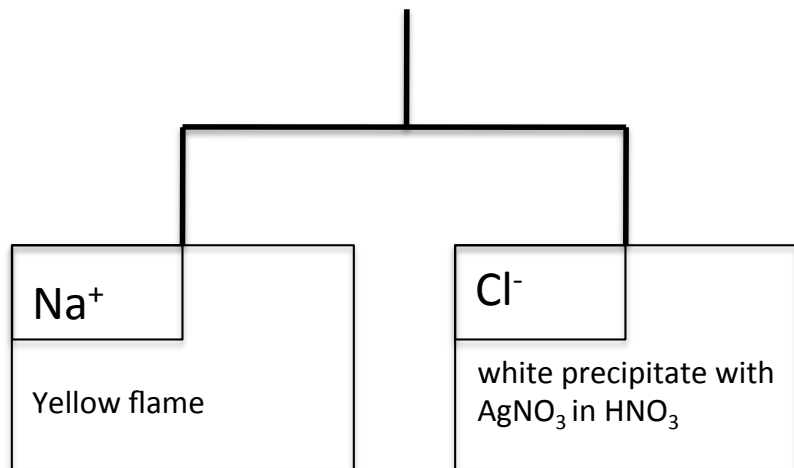 Na⁺
Yellow flame
Cl⁻
white precipitate with
AgNO₃ in HNO₃